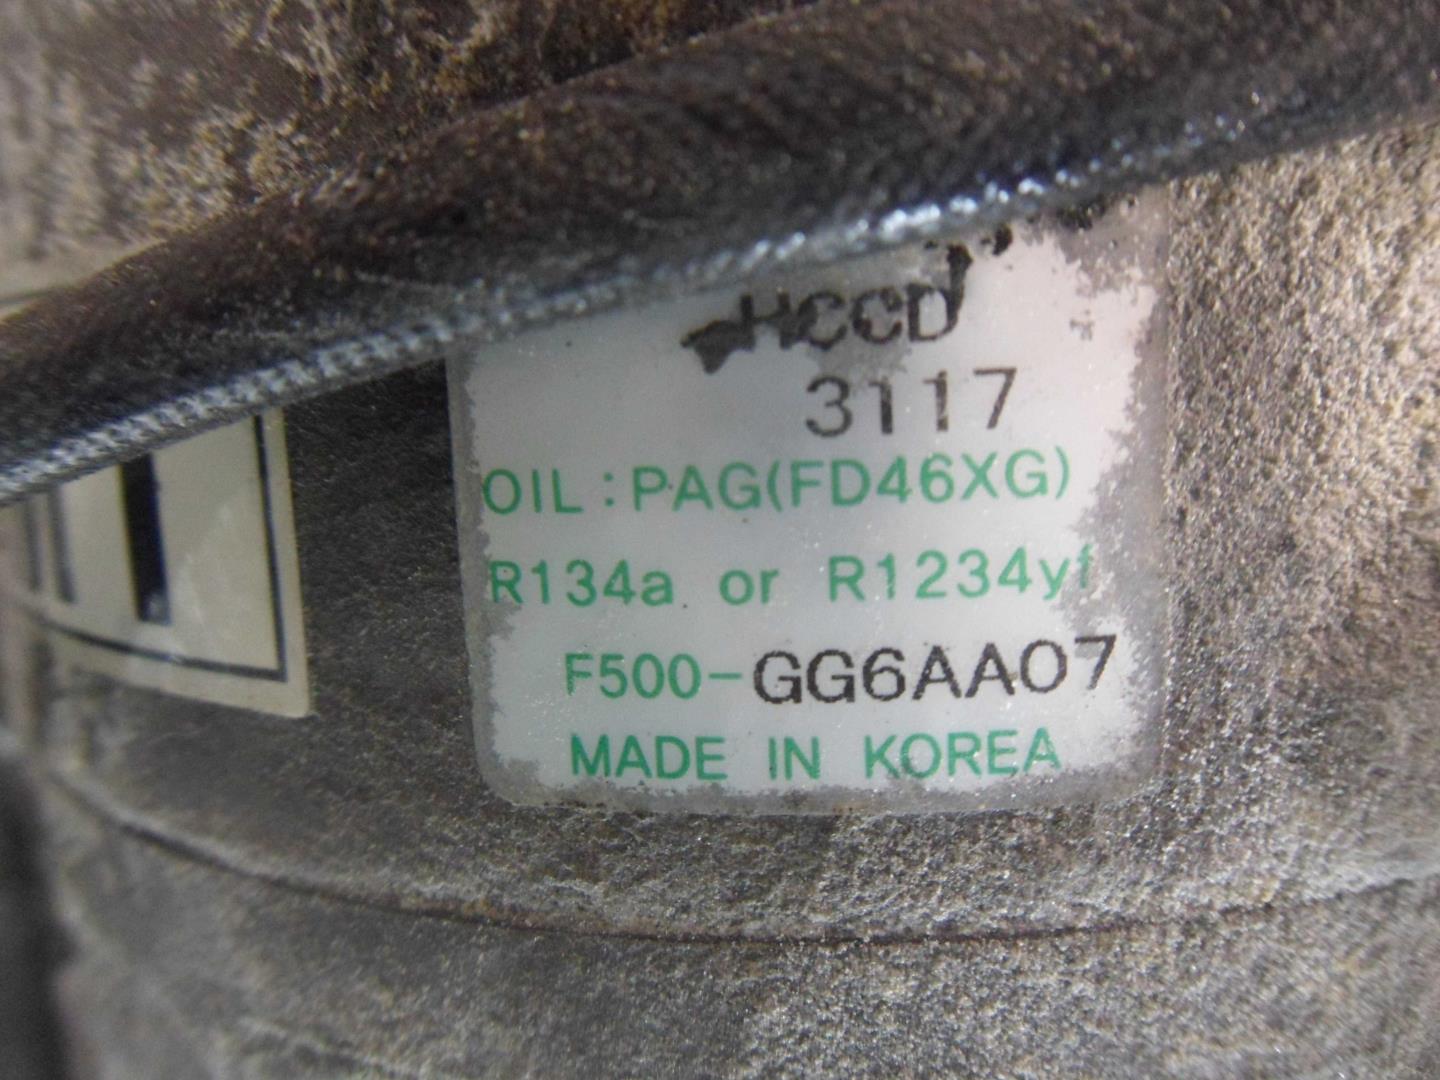 HCCD
3117
OIL:PAG(FD46XG)
R134a or R1234yf
F500-GG6AA07
MADE IN KOREA